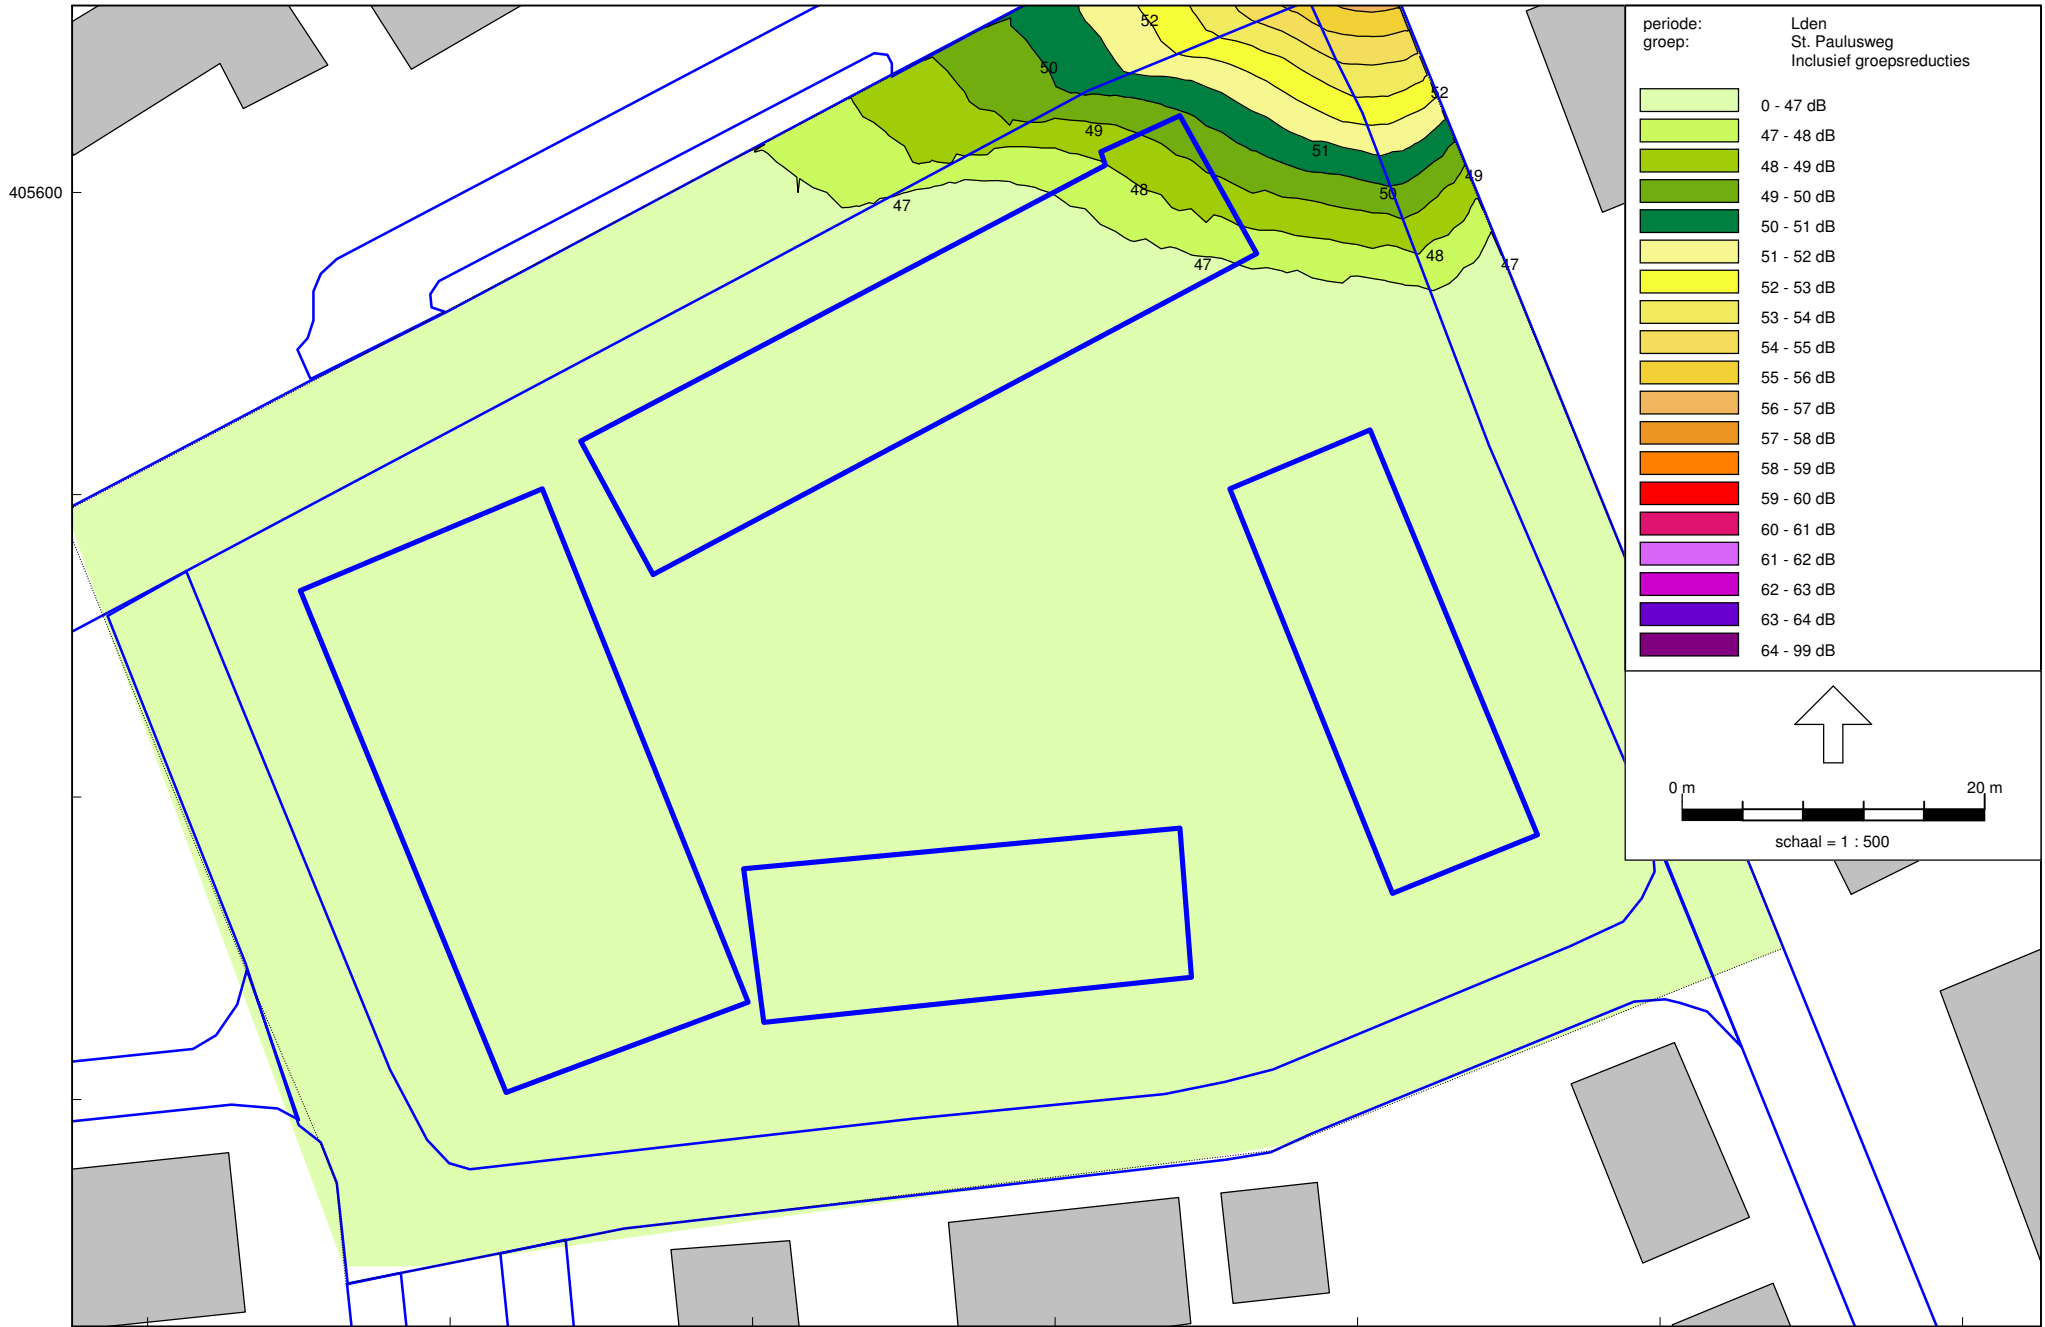 periode: Lden
groep: St. Paulusweg
Inclusief groepsreducties
0 - 47 dB
47 - 48 dB
48 - 49 dB
49 - 50 dB
50 - 51 dB
51 - 52 dB
52 - 53 dB
53 - 54 dB
54 - 55 dB
55 - 56 dB
56 - 57 dB
57 - 58 dB
58 - 59 dB
59 - 60 dB
60 - 61 dB
61 - 62 dB
62 - 63 dB
63 - 64 dB
64 - 99 dB
0 m 20 m
schaal = 1 : 500
405600
52
50
52
49
51
49
48
50
47
48
47
47